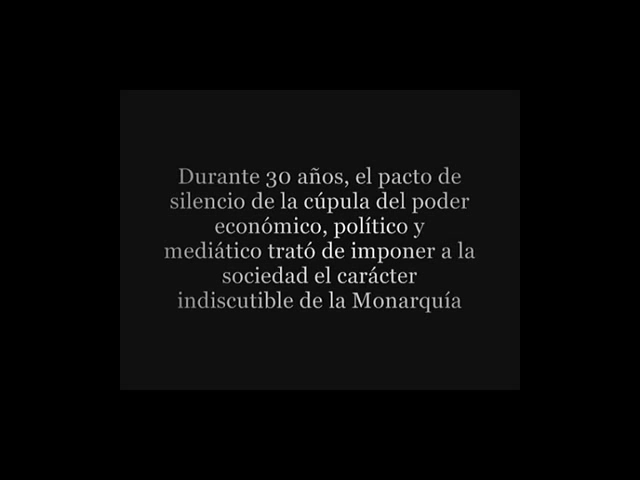 Durante 30 años, el pacto de
silencio de la cúpula del poder
económico, político y
mediático trató de imponer a la
sociedad el carácter
indiscutible de la Monarquía